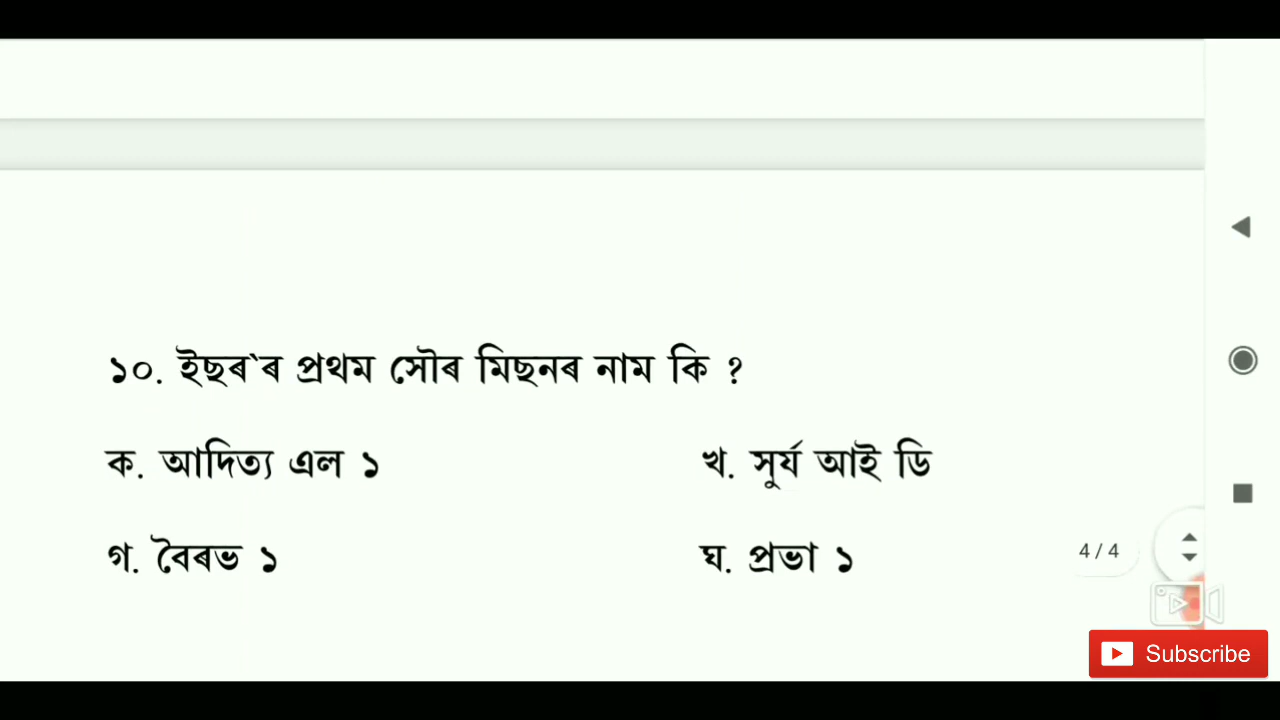 ১০. ইছৰ`ৰ প্ৰথম সৌৰ মিছনৰ নাম কি ?
ক. আদিত্য এল ১ খ. সুৰ্য আই ডি
গ. বৈৰভ ১ ঘ. প্ৰভা ১
4 / 4
Subscribe